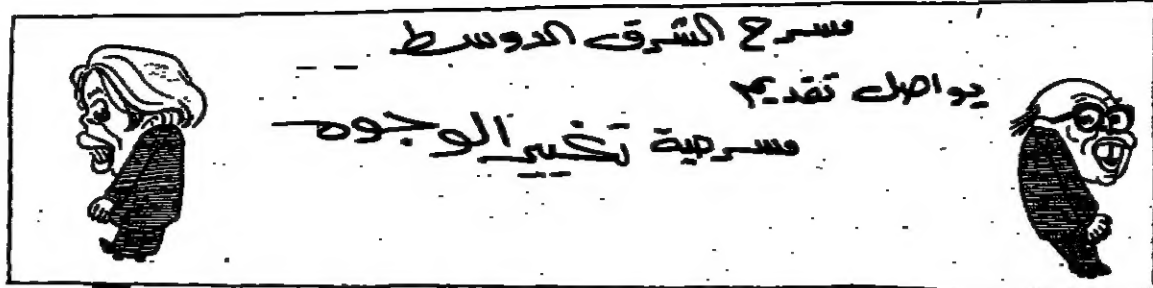 مسرح الشرق الاوسط
يواصل تقديم
مسرحية تغيير الوجوه